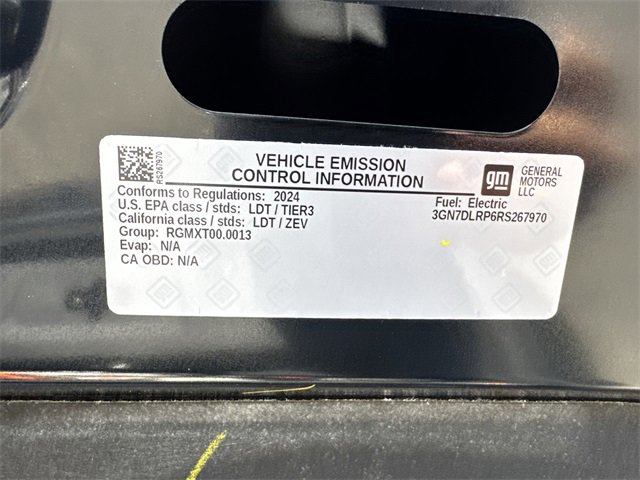 RS267970
VEHICLE EMISSION
CONTROL INFORMATION
gm
GENERAL
MOTORS
LLC
Conforms to Regulations: 2024
U.S. EPA class / stds: LDT / TIER3
California class / stds: LDT / ZEV
Group: RGMXT00.0013
Evap: N/A
CA OBD: N/A
Fuel: Electric
3GN7DLRP6RS267970